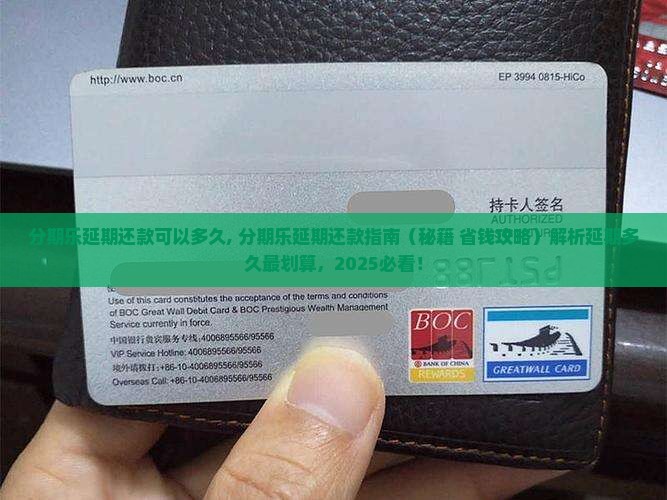 http://www.boc.cn
EP 3994 0815-HiCo
持卡人签名
AUTHORIZED
分期乐延期还款可以多久, 分期乐延期还款指南（秘籍 省钱攻略）解析延期多
久最划算，2025必看！
Use of this card constitutes the acceptance of the terms and conditions
of BOC Great Wall Debit Card & BOC Prestigious Wealth Management
Service currently in force.
中国银行贵宾服务专线:4006895566/95566
VIP Service Hotline: 4006895566/95566
境外请拨打:+86-10-4006895566/95566
Overseas Call:+86-10-4006895566/95566
BOC
BANK OF CHINA
REWARDS
GREATWALL CARD